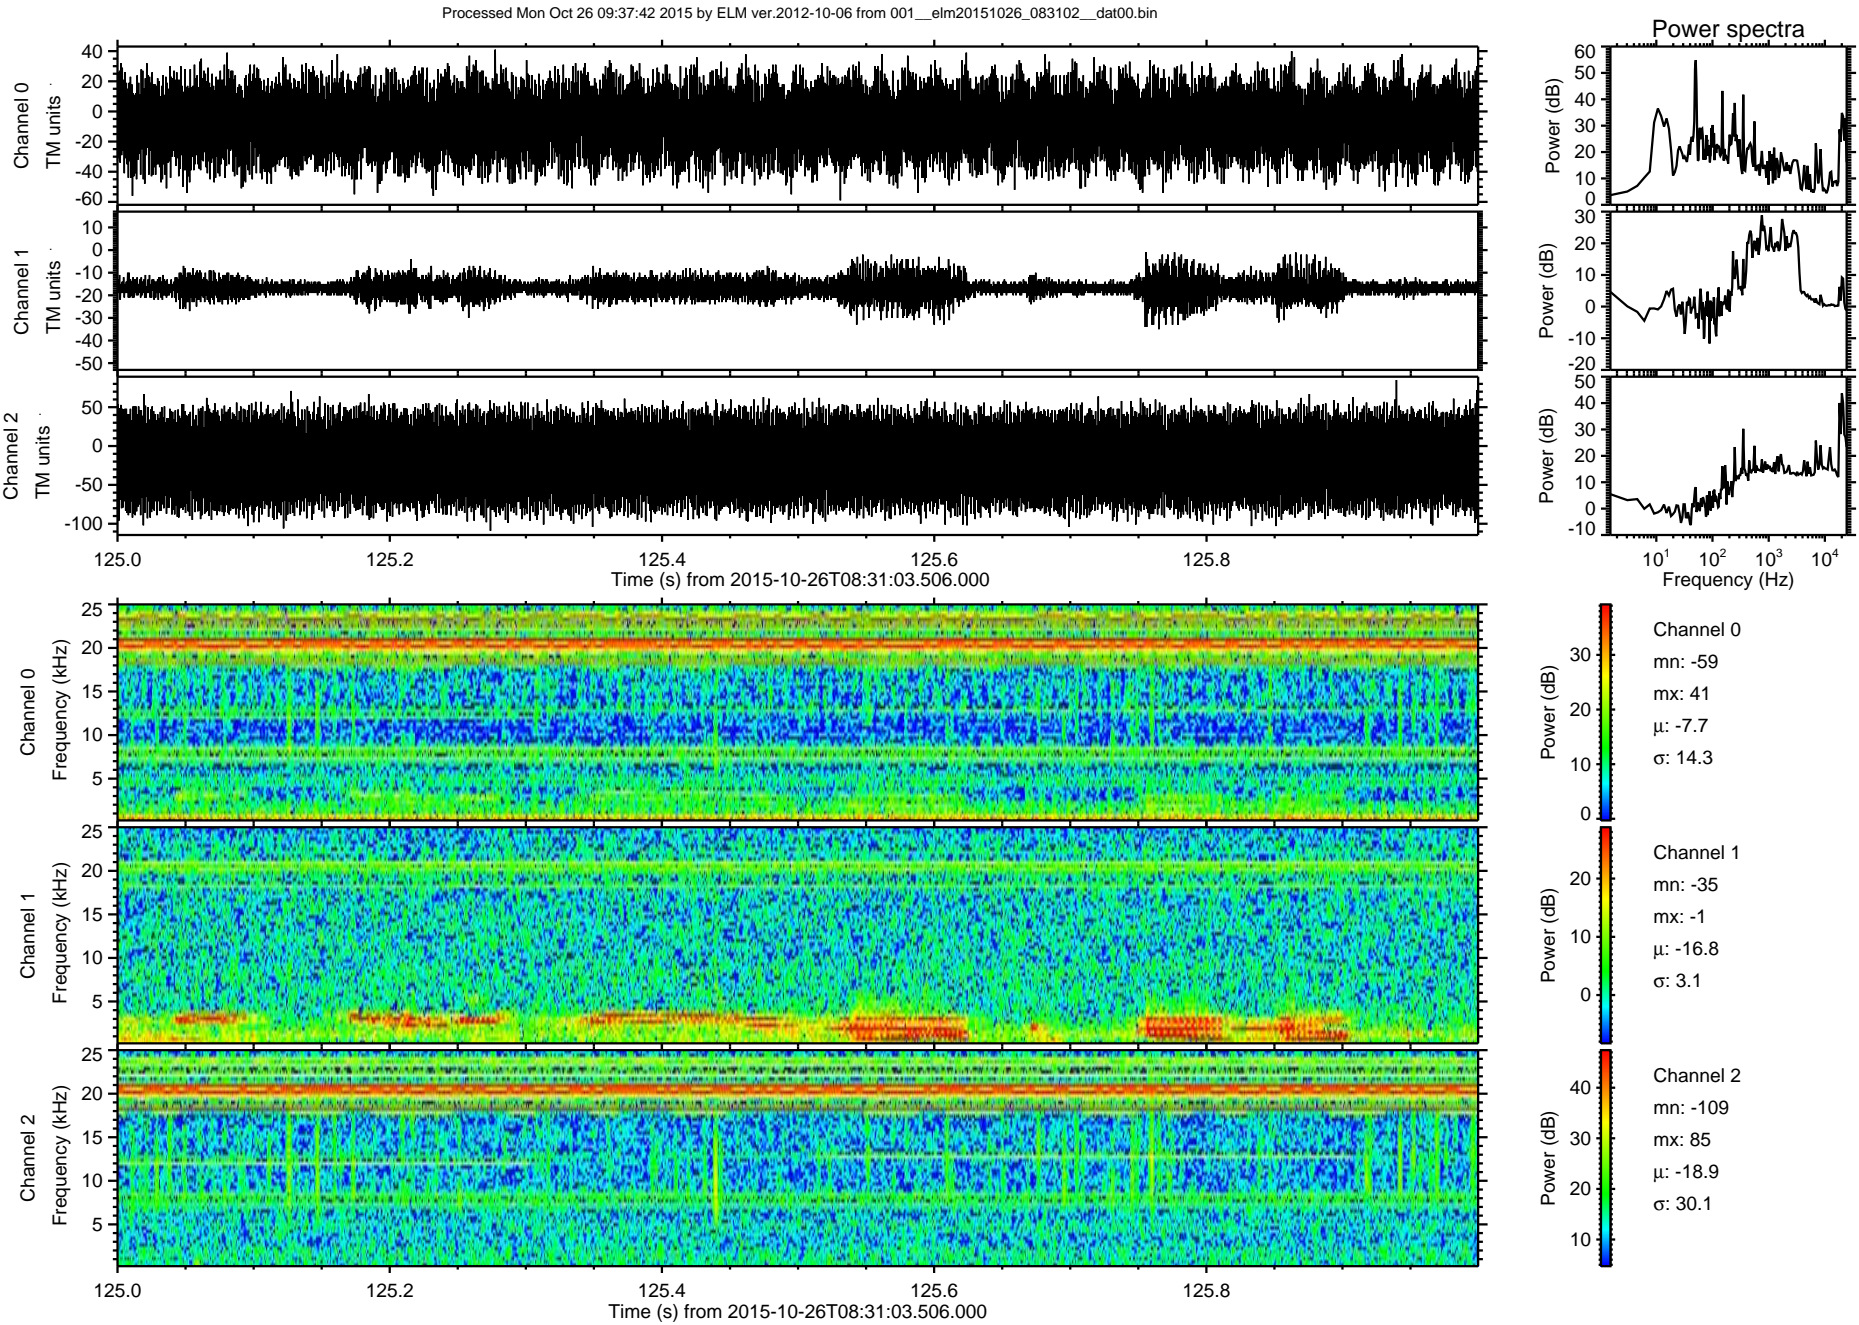 Processed Mon Oct 26 09:37:42 2015 by ELM ver.2012-10-06 from 001__elm20151026_083102__dat00.bin
Power spectra
Channel 0
TM units
40
20
0
-20
-40
-60
Power (dB)
60
50
40
30
20
10
0
Channel 1
TM units
10
0
-10
-20
-30
-40
-50
Power (dB)
30
20
10
0
-10
-20
Channel 2
TM units
50
0
-50
-100
Power (dB)
50
40
30
20
10
0
-10
125.0 125.2 125.4 125.6 125.8
Time (s) from 2015-10-26T08:31:03.506.000
10¹ 10² 10³ 10⁴
Frequency (Hz)
Channel 0
Frequency (kHz)
25
20
15
10
5
Power (dB)
30
20
10
0
Channel 0
mn: -59
mx: 41
μ: -7.7
σ: 14.3
Channel 1
Frequency (kHz)
25
20
15
10
5
Power (dB)
20
10
0
Channel 1
mn: -35
mx: -1
μ: -16.8
σ: 3.1
Channel 2
Frequency (kHz)
25
20
15
10
5
Power (dB)
40
30
20
10
Channel 2
mn: -109
mx: 85
μ: -18.9
σ: 30.1
125.0 125.2 125.4 125.6 125.8
Time (s) from 2015-10-26T08:31:03.506.000